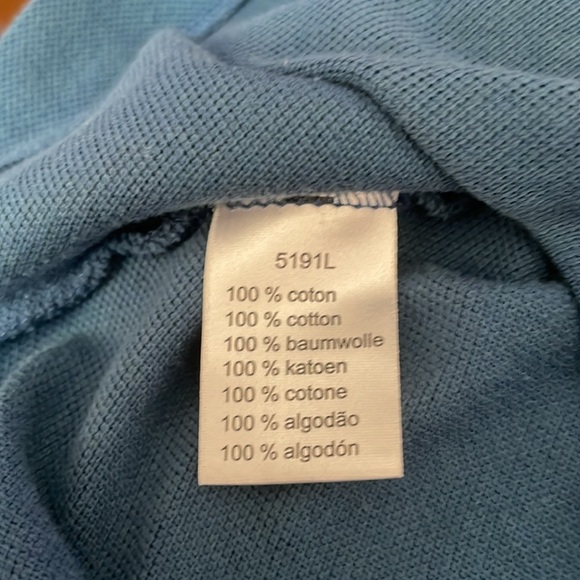 5191L
100 % coton
100 % cotton
100 % baumwolle
100 % katoen
100 % cotone
100 % algodão
100 % algodón